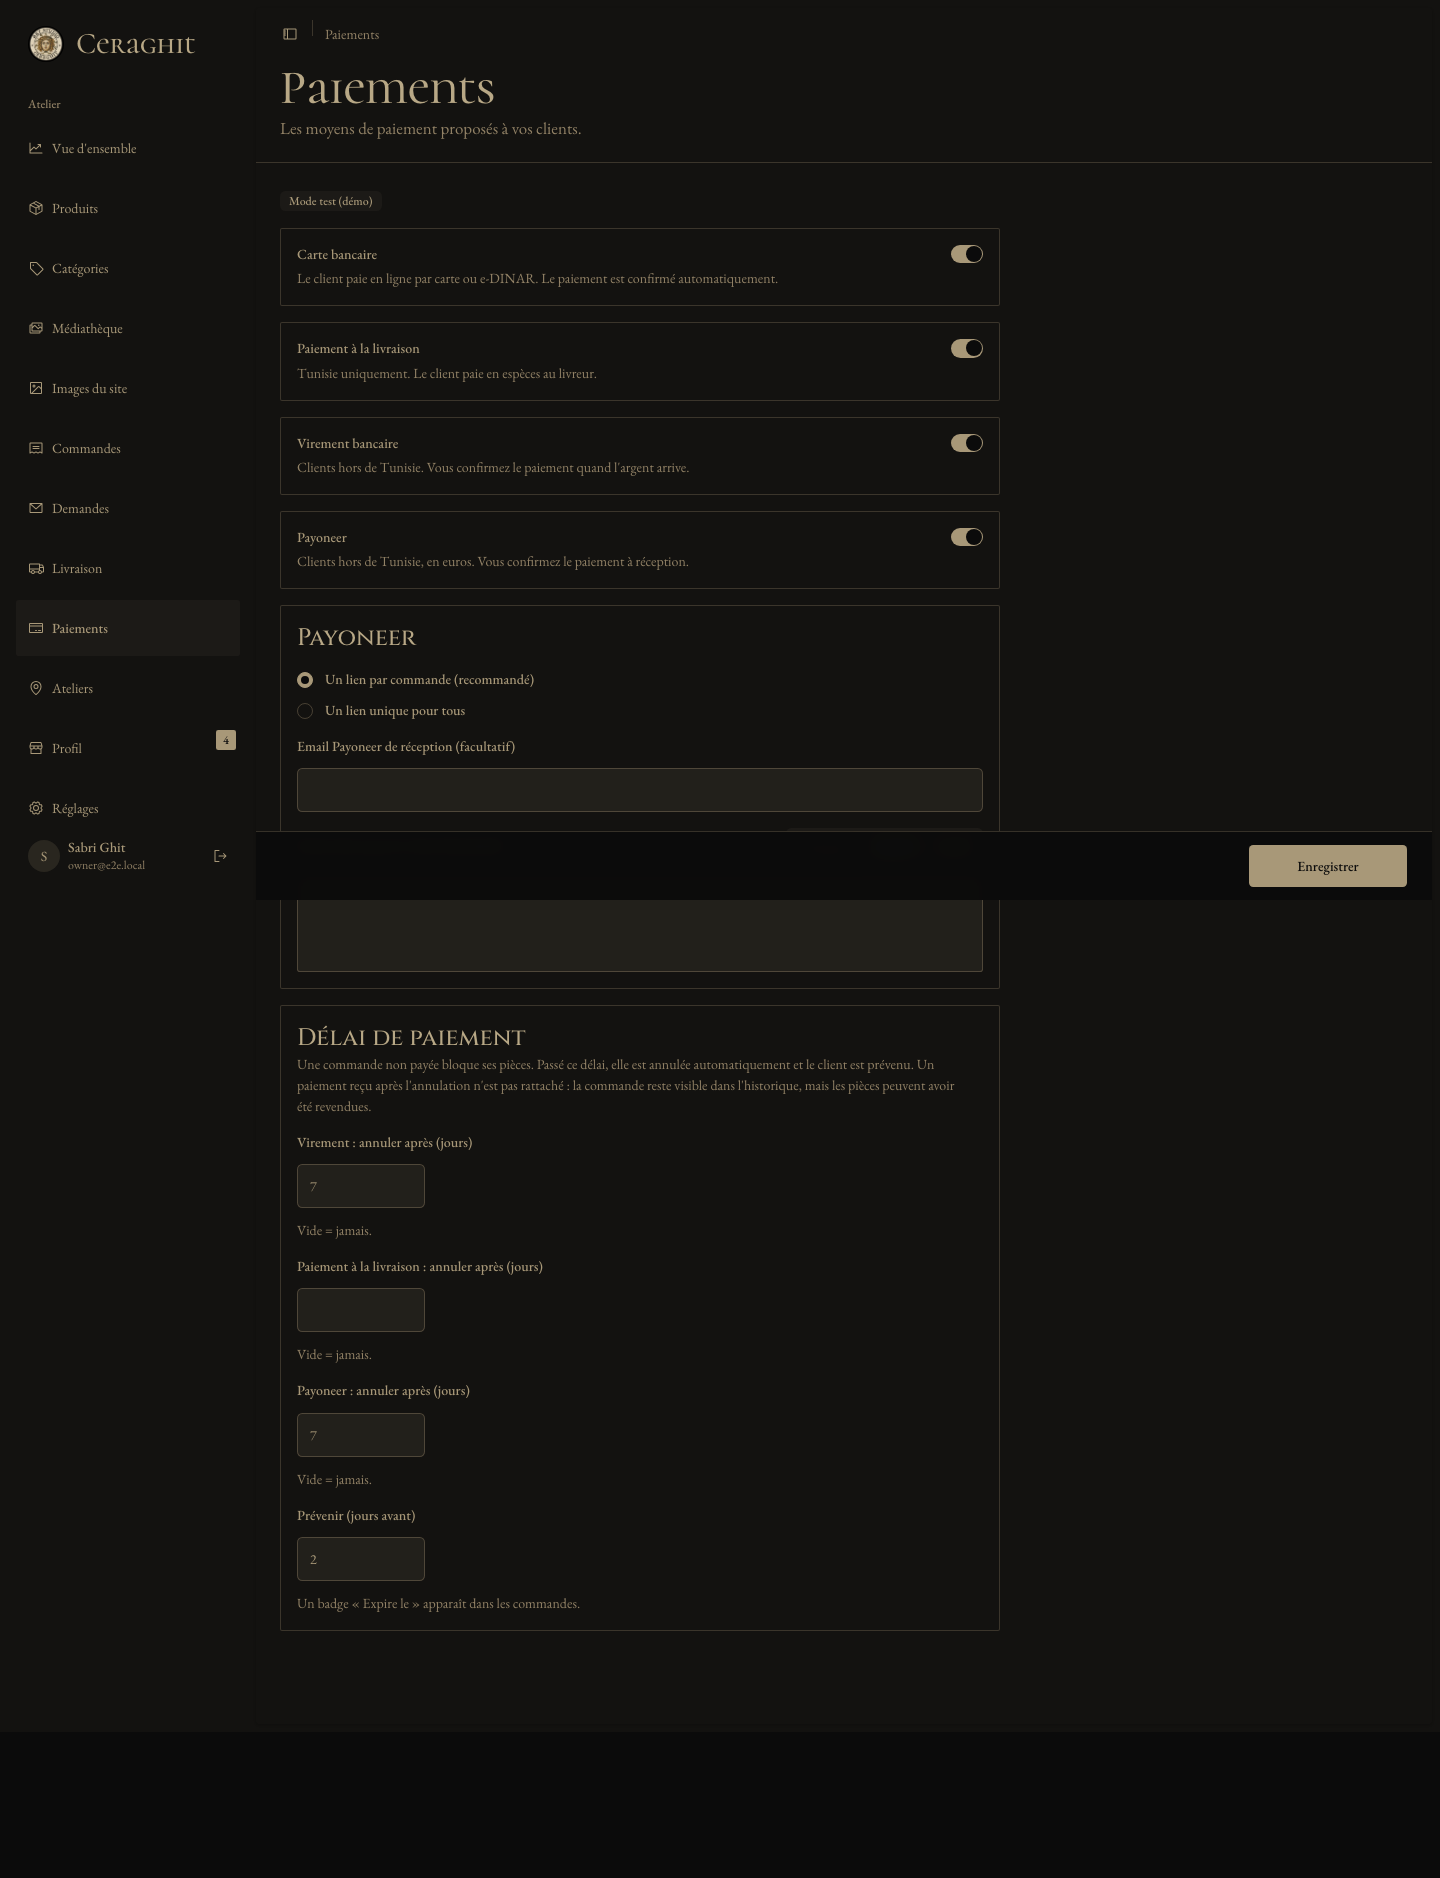 Ceraghit
Atelier
Vue d'ensemble
Produits
Catégories
Médiathèque
Images du site
Commandes
Demandes
Livraison
Paiements
Ateliers
Profil
4
Réglages
S
Sabri Ghit
owner@e2e.local
Paiements
Paiements
Les moyens de paiement proposés à vos clients.
Mode test (démo)
Carte bancaire
Le client paie en ligne par carte ou e-DINAR. Le paiement est confirmé automatiquement.
Paiement à la livraison
Tunisie uniquement. Le client paie en espèces au livreur.
Virement bancaire
Clients hors de Tunisie. Vous confirmez le paiement quand l'argent arrive.
Payoneer
Clients hors de Tunisie, en euros. Vous confirmez le paiement à réception.
Payoneer
Un lien par commande (recommandé)
Un lien unique pour tous
Email Payoneer de réception (facultatif)
Enregistrer
Délai de paiement
Une commande non payée bloque ses pièces. Passé ce délai, elle est annulée automatiquement et le client est prévenu. Un
paiement reçu après l'annulation n'est pas rattaché : la commande reste visible dans l'historique, mais les pièces peuvent avoir
été revendues.
Virement : annuler après (jours)
7
Vide = jamais.
Paiement à la livraison : annuler après (jours)
Vide = jamais.
Payoneer : annuler après (jours)
7
Vide = jamais.
Prévenir (jours avant)
2
Un badge « Expire le » apparaît dans les commandes.